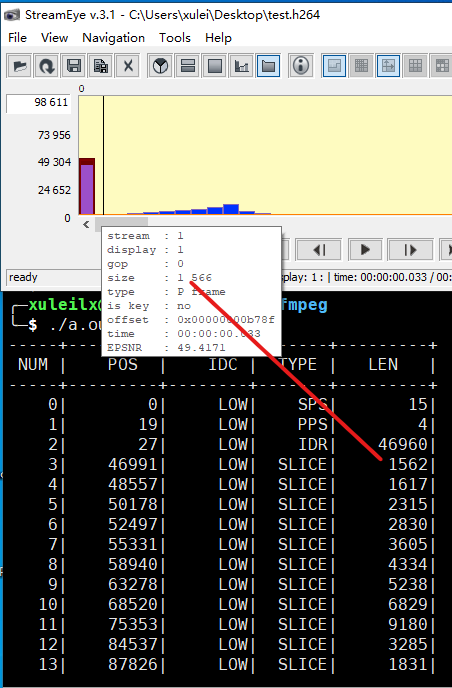 StreamEye v.3.1 - C:\Users\xulei\Desktop\test.h264
File View Navigation Tools Help
0
98 611
73 956
49 304
24 652
0
stream : 1
display : 1
gop : 0
size : 1 566
type : P frame
is key : no
offset : 0x00000000b78f
time : 00:00:00.033
EPSNR : 49.4171
ready
play: 1 : | time: 00:00:00.033 / 00:
xuleilx
fmpeg
$ ./a.ou
-----+-------- NUM | POS | IDC | TYPE | LEN |
0| 0| LOW| SPS| 15|
1| 19| LOW| PPS| 4|
2| 27| LOW| IDR| 46960|
3| 46991| LOW| SLICE| 1562|
4| 48557| LOW| SLICE| 1617|
5| 50178| LOW| SLICE| 2315|
6| 52497| LOW| SLICE| 2830|
7| 55331| LOW| SLICE| 3605|
8| 58940| LOW| SLICE| 4334|
9| 63278| LOW| SLICE| 5238|
10| 68520| LOW| SLICE| 6829|
11| 75353| LOW| SLICE| 9180|
12| 84537| LOW| SLICE| 3285|
13| 87826| LOW| SLICE| 1831|